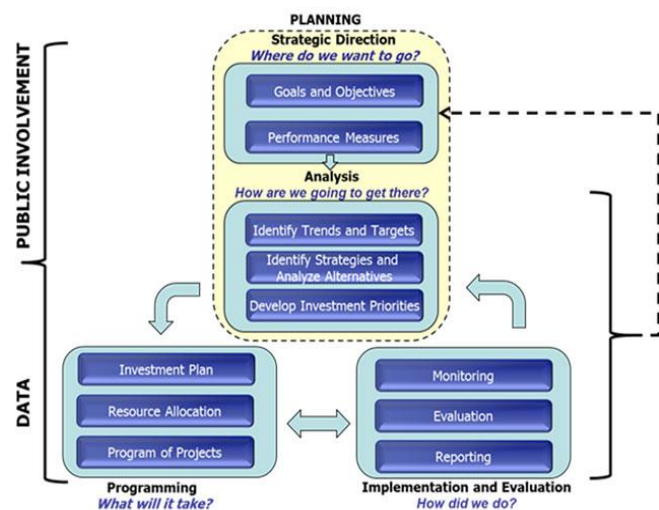 PLANNING
Strategic Direction
Where do we want to go?
Goals and Objectives
Performance Measures
Analysis
How are we going to get there?
Identify Trends and Targets
Identify Strategies and
Analyze Alternatives
Develop Investment Priorities
PUBLIC INVOLVEMENT
DATA
Investment Plan
Resource Allocation
Program of Projects
Programming
What will it take?
Monitoring
Evaluation
Reporting
Implementation and Evaluation
How did we do?